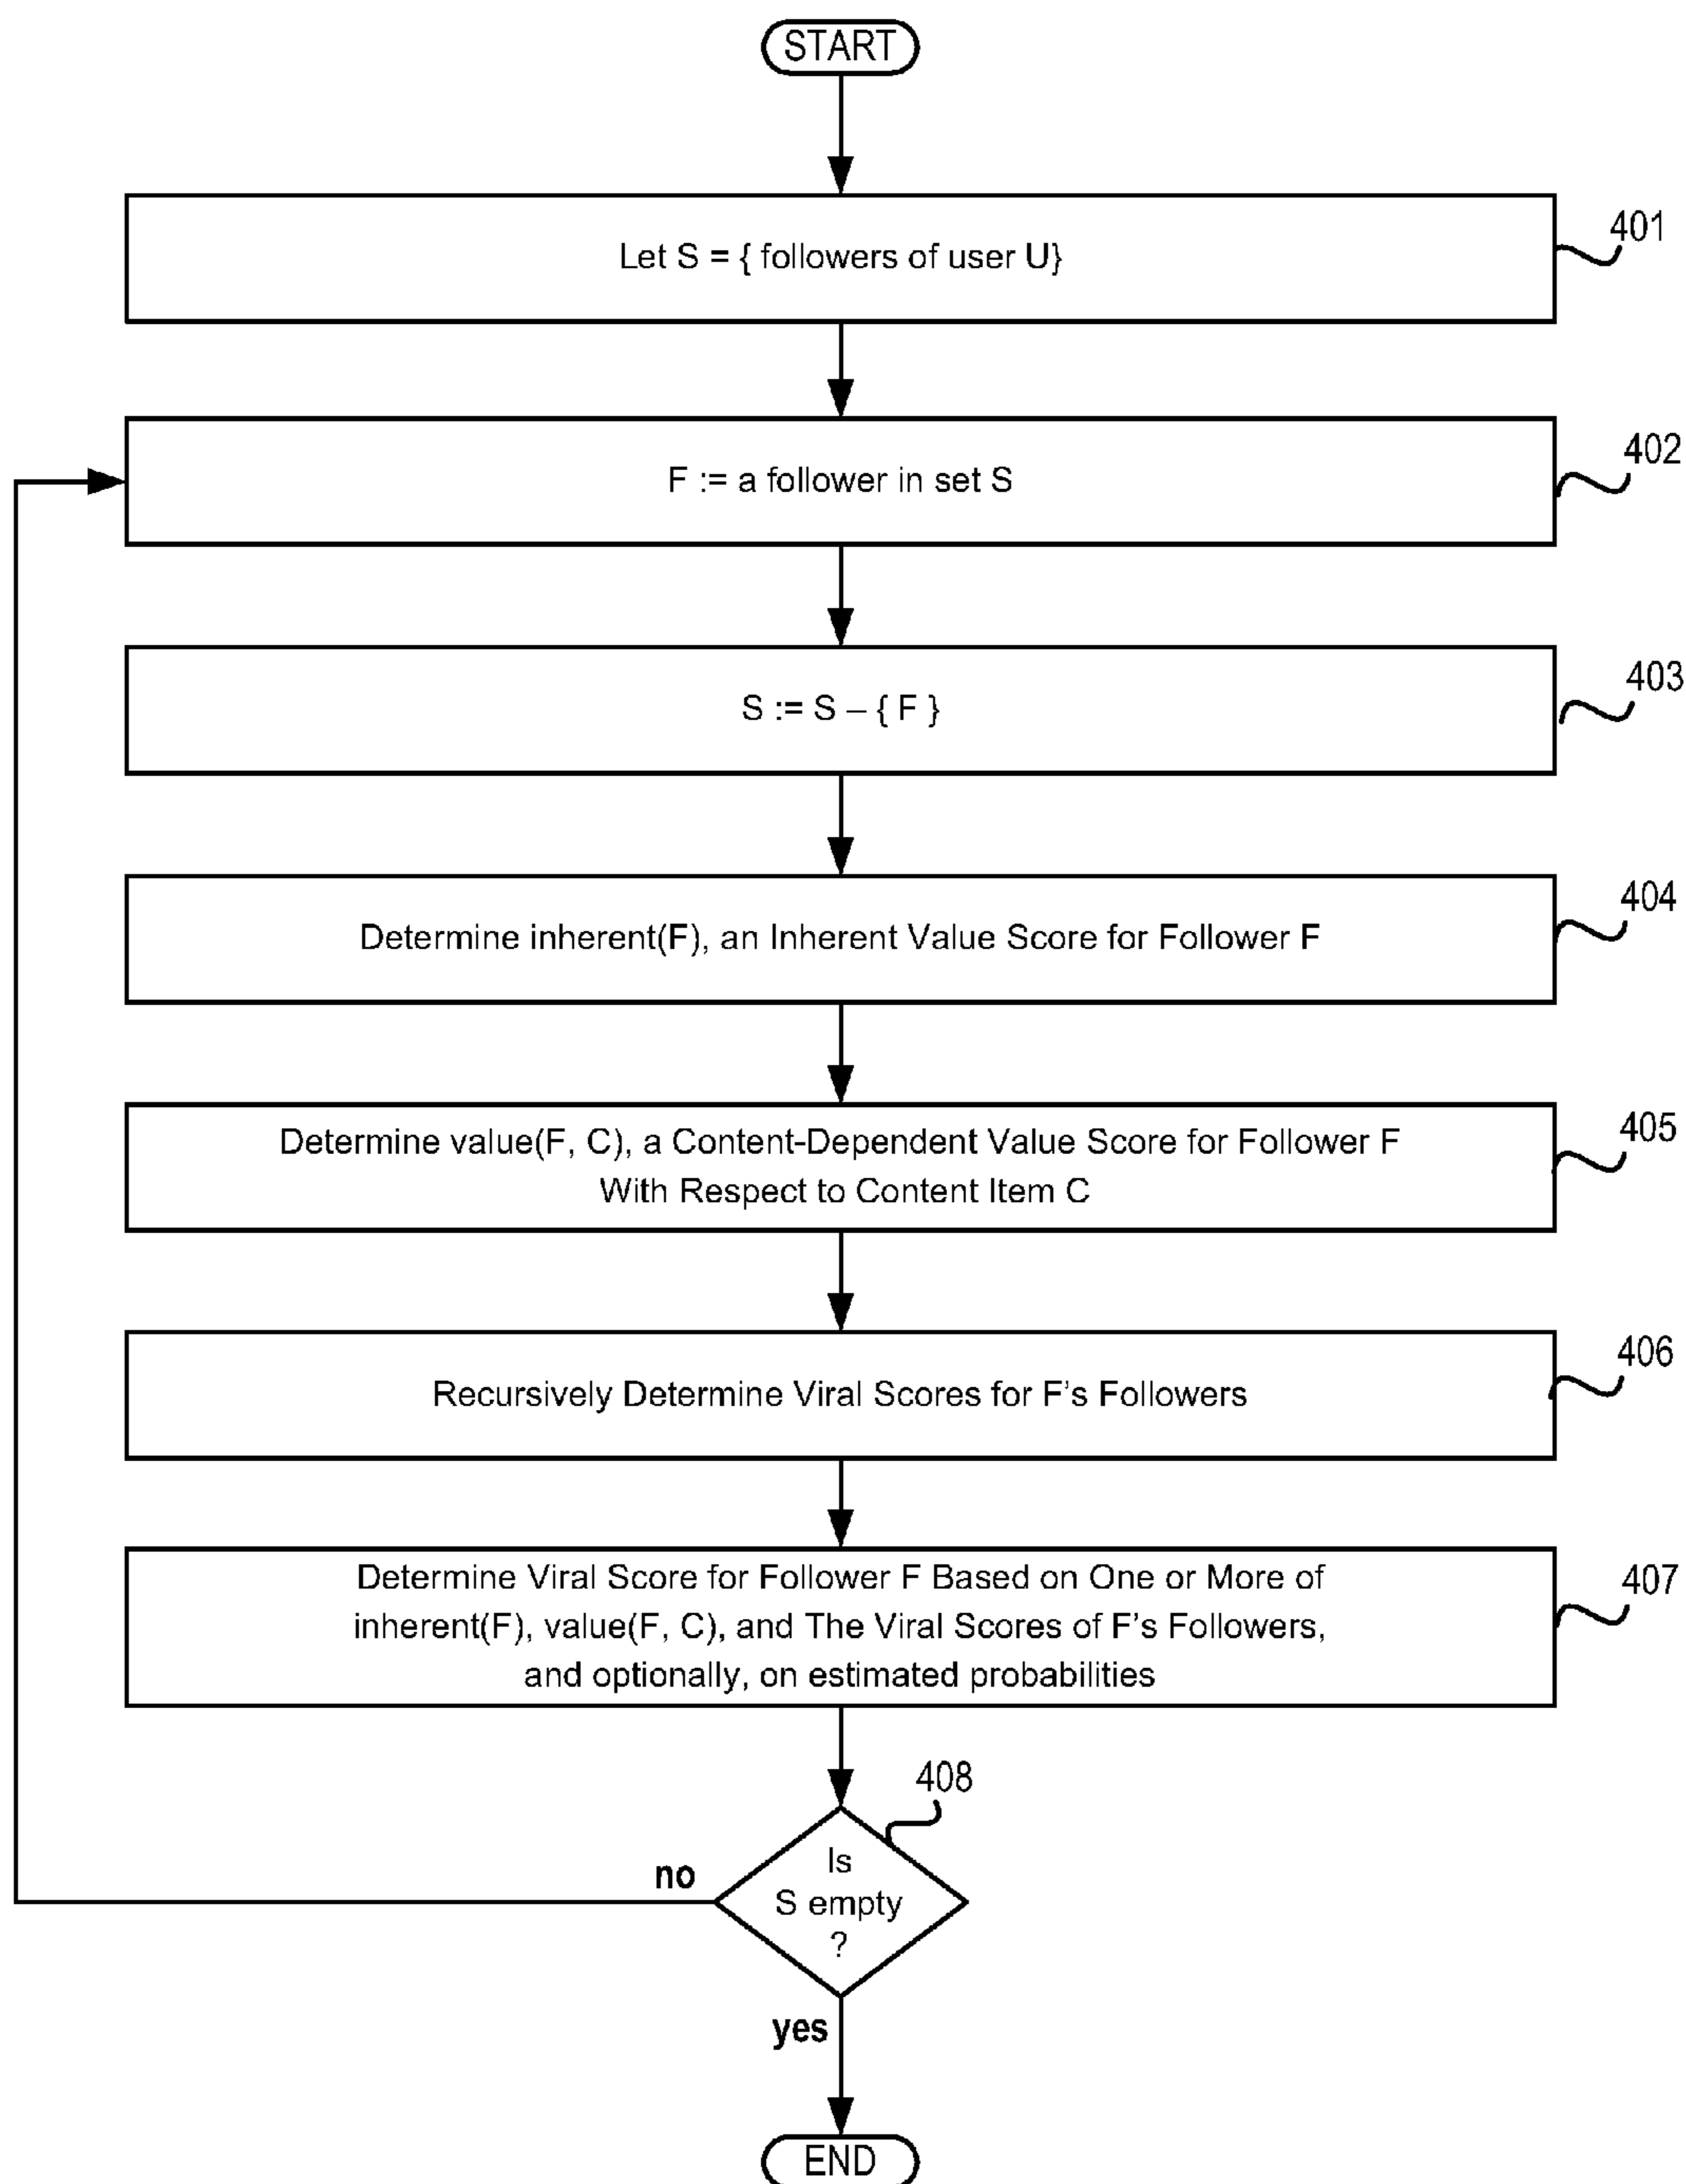 START
Let S = { followers of user U}
401
F := a follower in set S
402
S := S – { F }
403
Determine inherent(F), an Inherent Value Score for Follower F
404
Determine value(F, C), a Content-Dependent Value Score for Follower F
With Respect to Content Item C
405
Recursively Determine Viral Scores for F's Followers
406
Determine Viral Score for Follower F Based on One or More of
inherent(F), value(F, C), and The Viral Scores of F's Followers,
and optionally, on estimated probabilities
407
408
Is
S empty
?
no
yes
END